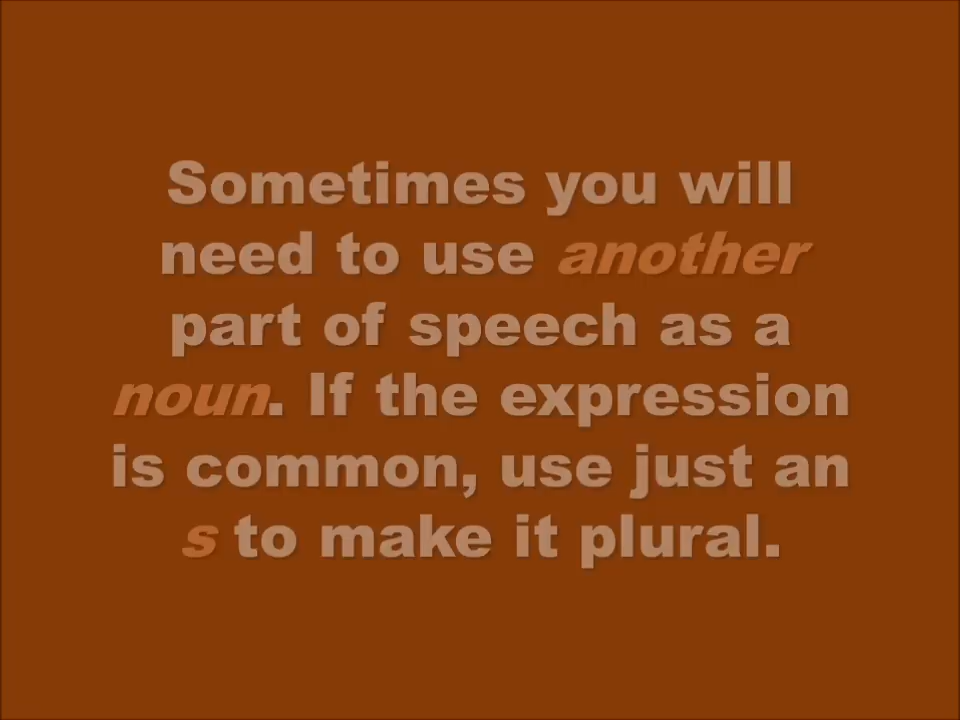 Sometimes you will
need to use another
part of speech as a
noun. If the expression
is common, use just an
s to make it plural.